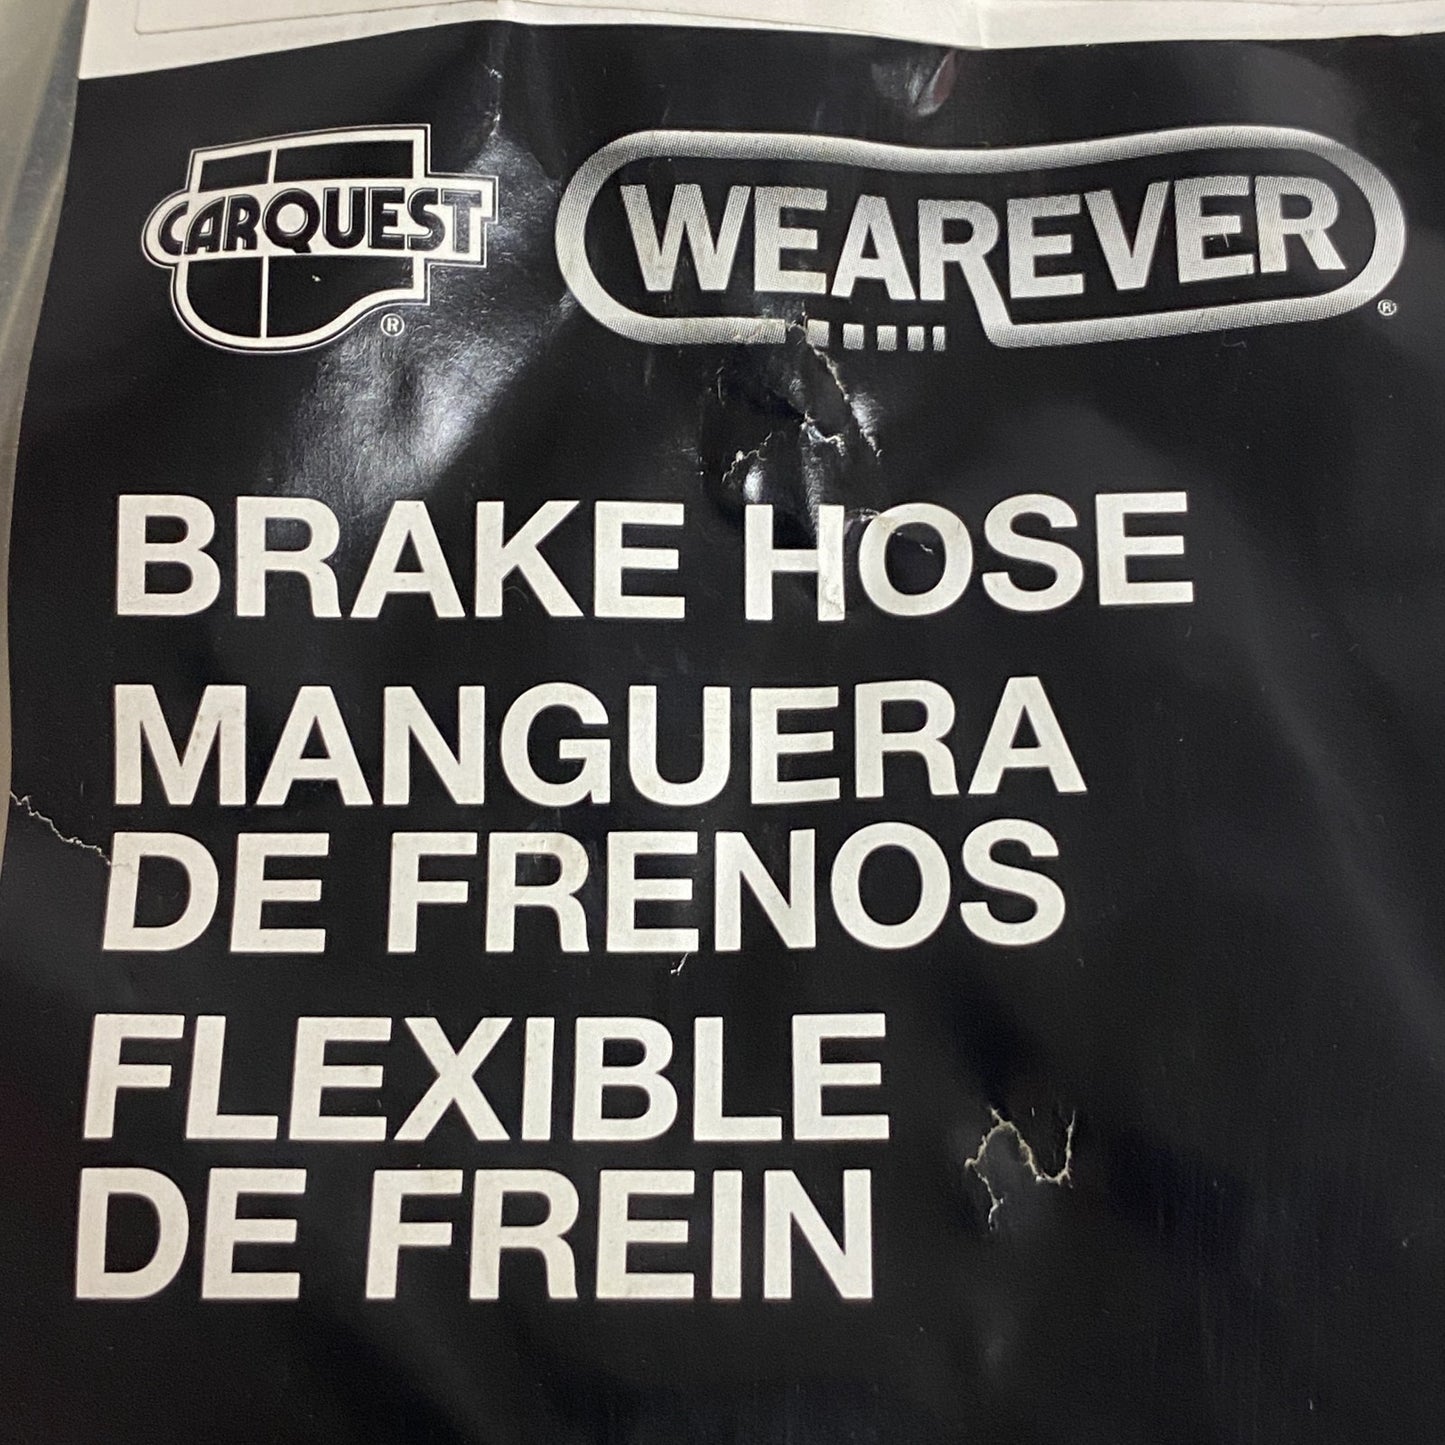 CARQUEST® WEAREVER®
BRAKE HOSE
MANGUERA
DE FRENOS
FLEXIBLE
DE FREIN